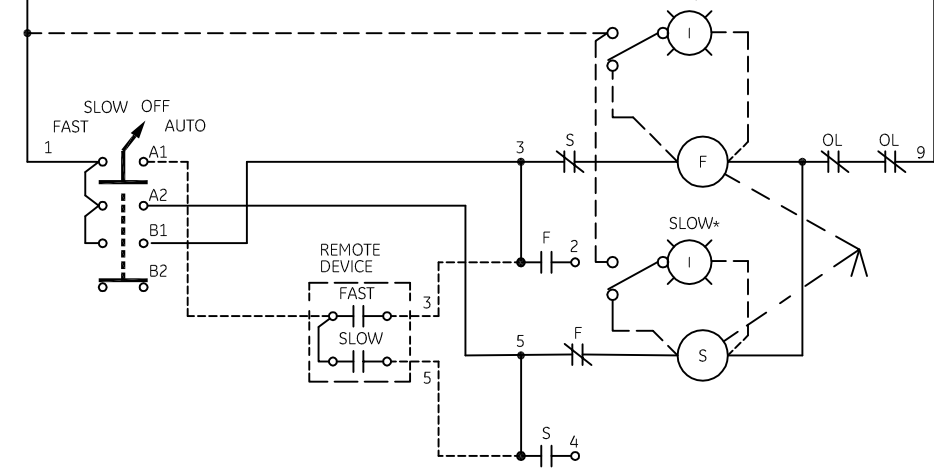 I
SLOW OFF
FAST AUTO
1 A1 3 S F OL OL 9
A2
SLOW*
B1
F 2 I
B2
REMOTE
DEVICE
FAST
3
SLOW
5 F S
5
S 4